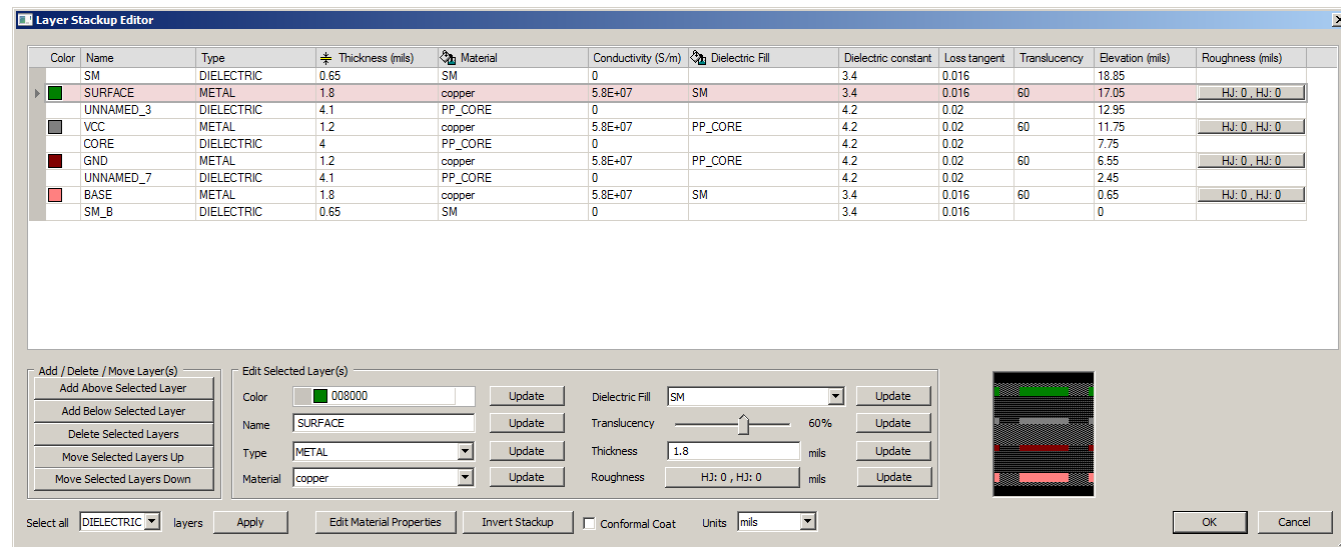 Layer Stackup Editor
Color Name Type Thickness (mils) Material Conductivity (S/m) Dielectric Fill Dielectric constant Loss tangent Translucency Elevation (mils) Roughness (mils)
SM DIELECTRIC 0.65 SM 0 3.4 0.016 18.85
SURFACE METAL 1.8 copper 5.8E+07 SM 3.4 0.016 60 17.05 HJ: 0 , HJ: 0
UNNAMED_3 DIELECTRIC 4.1 PP_CORE 0 4.2 0.02 12.95
VCC METAL 1.2 copper 5.8E+07 PP_CORE 4.2 0.02 60 11.75 HJ: 0 , HJ: 0
CORE DIELECTRIC 4 PP_CORE 0 4.2 0.02 7.75
GND METAL 1.2 copper 5.8E+07 PP_CORE 4.2 0.02 60 6.55 HJ: 0 , HJ: 0
UNNAMED_7 DIELECTRIC 4.1 PP_CORE 0 4.2 0.02 2.45
BASE METAL 1.8 copper 5.8E+07 SM 3.4 0.016 60 0.65 HJ: 0 , HJ: 0
SM_B DIELECTRIC 0.65 SM 0 3.4 0.016 0
Add / Delete / Move Layer(s)
Add Above Selected Layer
Add Below Selected Layer
Delete Selected Layers
Move Selected Layers Up
Move Selected Layers Down
Edit Selected Layer(s)
Color 008000 Update Dielectric Fill SM Update
Name SURFACE Update Translucency 60% Update
Type METAL Update Thickness 1.8 mils Update
Material copper Update Roughness HJ: 0 , HJ: 0 mils Update
Select all DIELECTRIC layers Apply Edit Material Properties Invert Stackup Conformal Coat Units mils OK Cancel